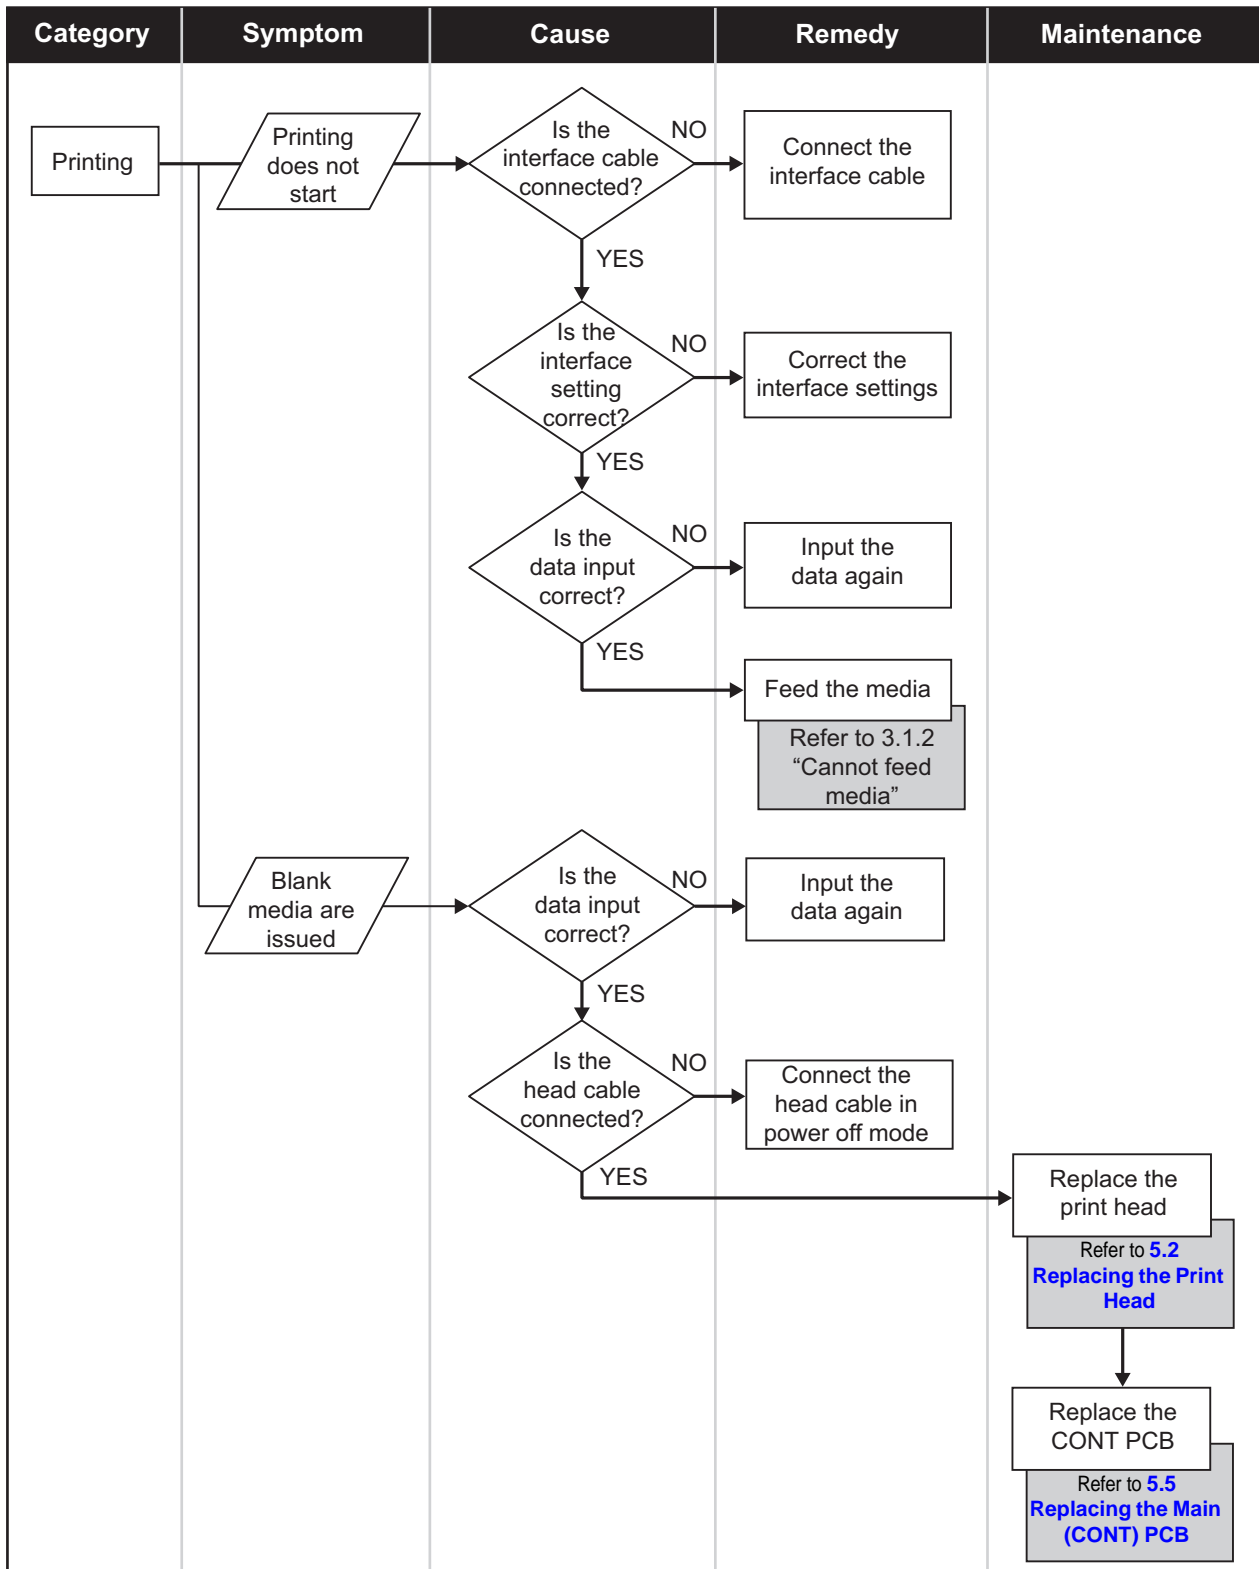 Category
Symptom
Cause
Remedy
Maintenance
Printing
Printing
does not
start
Is the
interface cable
connected?
NO
Connect the
interface cable
YES
Is the
interface
setting
correct?
NO
Correct the
interface settings
YES
Is the
data input
correct?
NO
Input the
data again
YES
Feed the media
Refer to 3.1.2
“Cannot feed
media”
Blank
media are
issued
Is the
data input
correct?
NO
Input the
data again
YES
Is the
head cable
connected?
NO
Connect the
head cable in
power off mode
YES
Replace the
print head
Refer to 5.2
Replacing the Print
Head
Replace the
CONT PCB
Refer to 5.5
Replacing the Main
(CONT) PCB